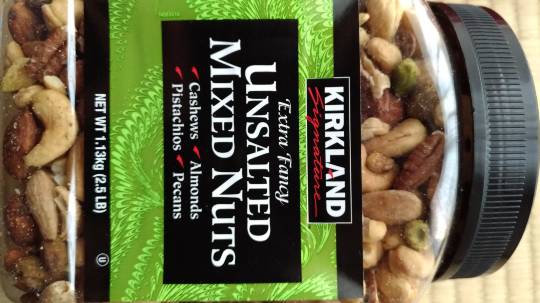 KIRKLAND
Signature
Extra Fancy
UNSALTED
MIXED NUTS
✓ Cashews ✓ Almonds
✓ Pistachios ✓ Pecans
NET WT 1.13kg (2.5 LB)
U